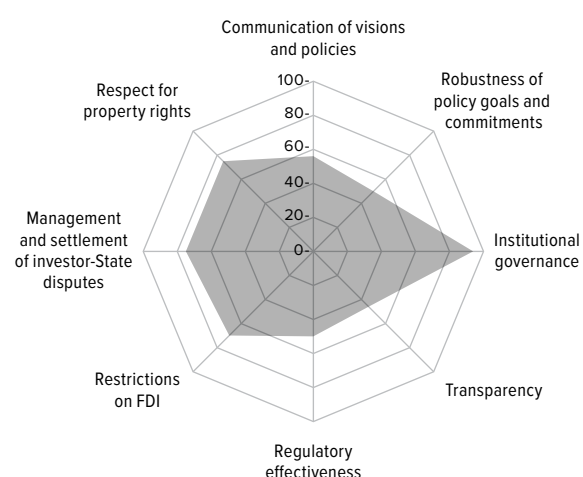 Communication of visions
and policies
Robustness of
policy goals and
commitments
Respect for
property rights
100
80
60
40
20
0
Management
and settlement
of investor-State
disputes
Institutional
governance
Restrictions
on FDI
Transparency
Regulatory
effectiveness